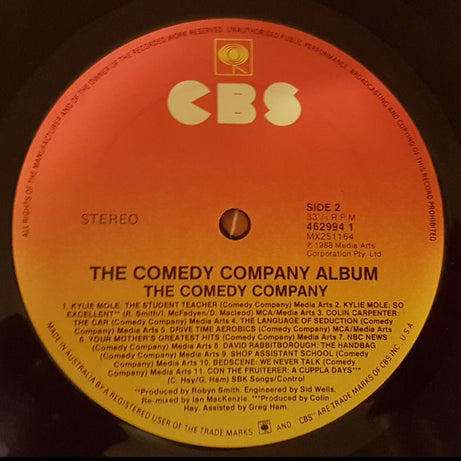 ALL RIGHTS OF THE MANUFACTURER AND OF THE OWNER OF THE RECORDED WORK RESERVED. UNAUTHORISED PUBLIC PERFORMANCE, BROADCASTING AND COPYING OF THIS RECORD PROHIBITED
CBS
STEREO
SIDE 2
33⅓ R.P.M.
462994 1
MX251164
℗ 1988 Media Arts
Corporation Pty. Ltd.
THE COMEDY COMPANY ALBUM
THE COMEDY COMPANY
1. KYLIE MOLE: THE STUDENT TEACHER (Comedy Company) Media Arts 2. KYLIE MOLE: SO
EXCELLENT** (R. Smith/I. McFadyen/D. Macleod) MCA/Media Arts 3. COLIN CARPENTER:
THE CAR (Comedy Company) Media Arts 4. THE LANGUAGE OF SEDUCTION (Comedy
Company) Media Arts 5. DRIVE TIME AEROBICS (Comedy Company) MCA/Media Arts
6. YOUR MOTHER'S GREATEST HITS (Comedy Company) Media Arts 7. NBC NEWS
(Comedy Company) Media Arts 8. DAVID RABBITBOROUGH: THE HANDBAG
(Comedy Company) Media Arts 9. SHOP ASSISTANT SCHOOL (Comedy
Company) Media Arts 10. BEDSCENE: WE NEVER TALK (Comedy
Company) Media Arts 11. CON THE FRUITERER: A CUPPLA DAYS***
(C. Hay/G. Ham) SBK Songs/Control
**Produced by Robyn Smith. Engineered by Sid Wells.
Re-mixed by Ian MacKenzie. ***Produced by Colin
Hay. Assisted by Greg Ham.
MADE IN AUSTRALIA BY A REGISTERED USER OF THE TRADE MARKS AND "CBS" ARE TRADE MARKS OF CBS INC. U.S.A.